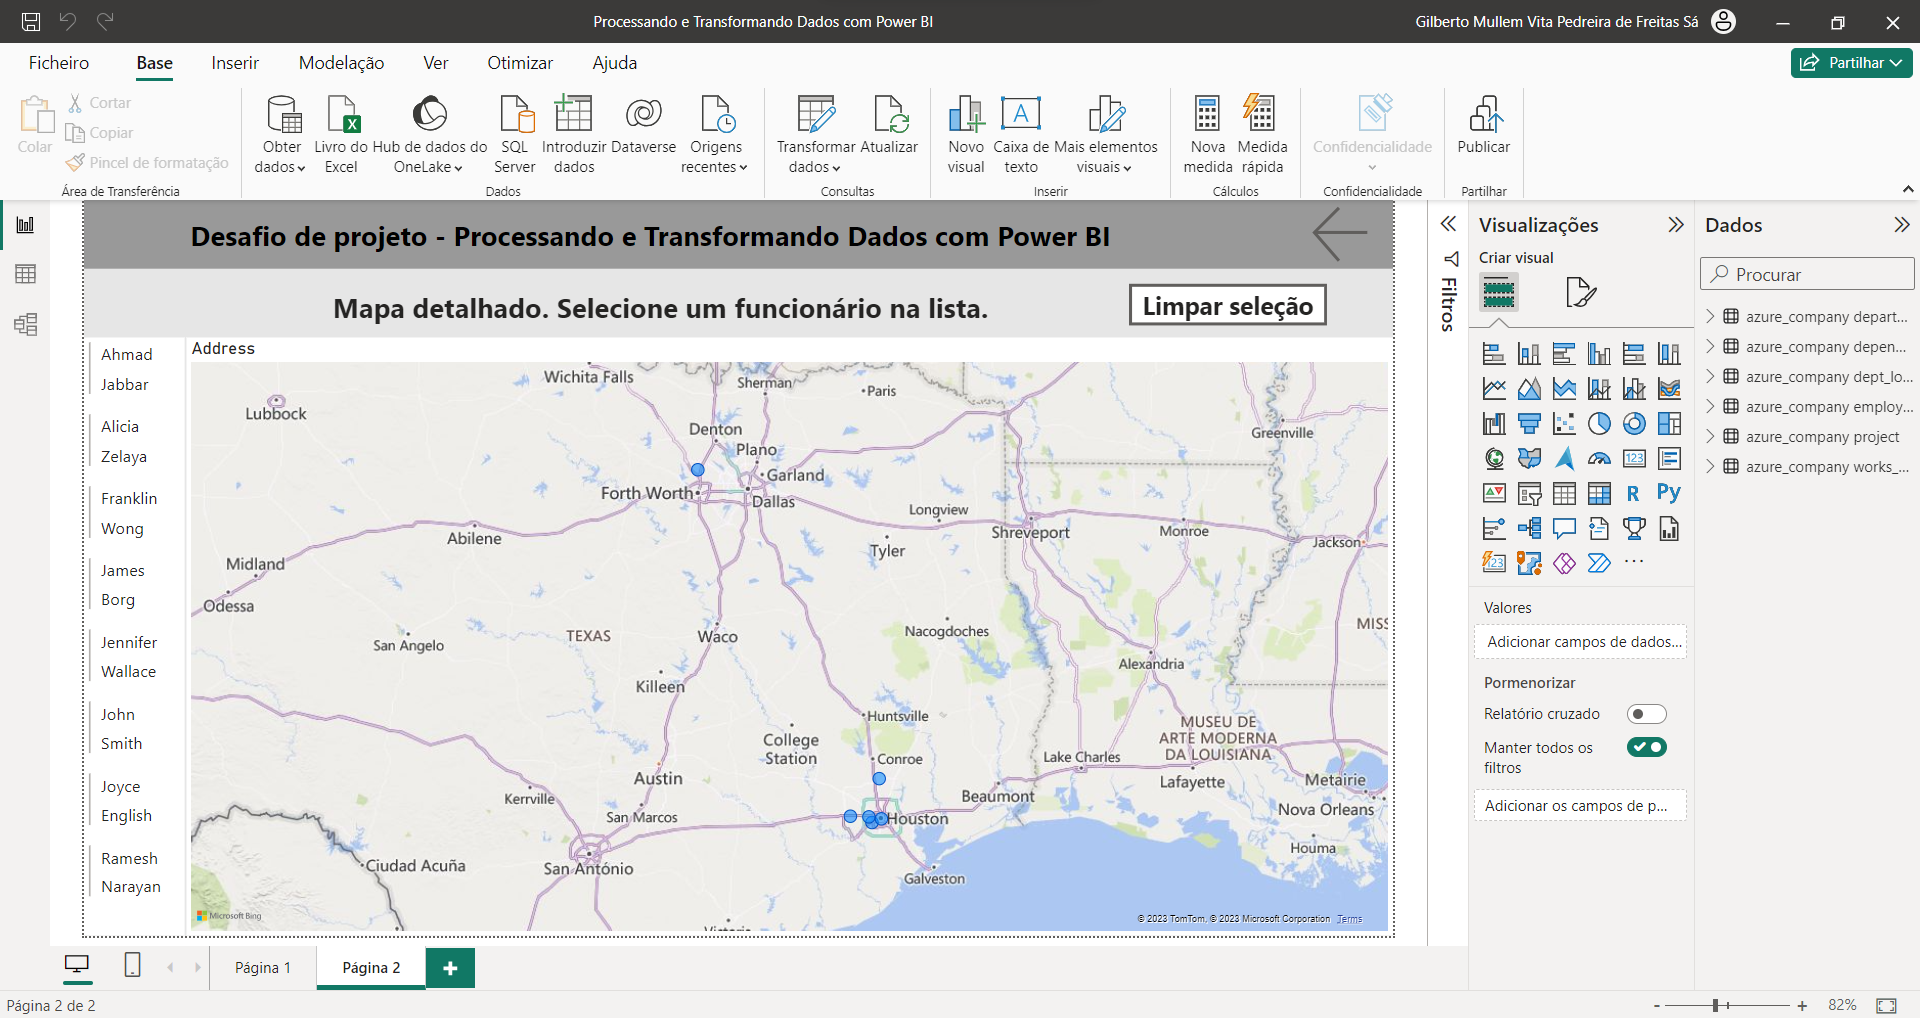 Processando e Transformando Dados com Power BI
Gilberto Mullem Vita Pedreira de Freitas Sá
Ficheiro
Base
Inserir
Modelação
Ver
Otimizar
Ajuda
Partilhar
Colar
Cortar
Copiar
Pincel de formatação
Área de Transferência
Obter
dados
Livro do
Excel
Hub de dados do
OneLake
SQL
Server
Introduzir
dados
Dataverse
Origens
recentes
Dados
Transformar
dados
Atualizar
Consultas
Novo
visual
Caixa de
texto
Mais elementos
visuais
Inserir
Nova
medida
Medida
rápida
Cálculos
Confidencialidade
Confidencialidade
Publicar
Partilhar
Desafio de projeto - Processando e Transformando Dados com Power BI
Mapa detalhado. Selecione um funcionário na lista.
Limpar seleção
Ahmad
Jabbar
Alicia
Zelaya
Franklin
Wong
James
Borg
Jennifer
Wallace
John
Smith
Joyce
English
Ramesh
Narayan
Address
Wichita Falls
Sherman
Paris
Lubbock
Denton
Greenville
Plano
Garland
Forth Worth
Dallas
Longview
Abilene
Shreveport
Monroe
Tyler
Jackson
Midland
Odessa
TEXAS
Waco
Nacogdoches
MISS
San Angelo
Alexandria
Killeen
Huntsville
MUSEU DE
ARTE MODERNA
DA LOUISIANA
College
Station
Conroe
Lake Charles
Austin
Lafayette
Metairie
Kerrville
Beaumont
Nova Orleans
San Marcos
Houston
Houma
Ciudad Acuña
San António
Galveston
Victoria
Microsoft Bing
© 2023 TomTom, © 2023 Microsoft Corporation Terms
Filtros
Visualizações
Criar visual
123
R
Py
123
...
Valores
Adicionar campos de dados...
Pormenorizar
Relatório cruzado
Manter todos os
filtros
Adicionar os campos de p...
Dados
Procurar
azure_company depart...
azure_company depen...
azure_company dept_lo...
azure_company employ...
azure_company project
azure_company works_...
Página 1
Página 2
+
Página 2 de 2
- + 82%